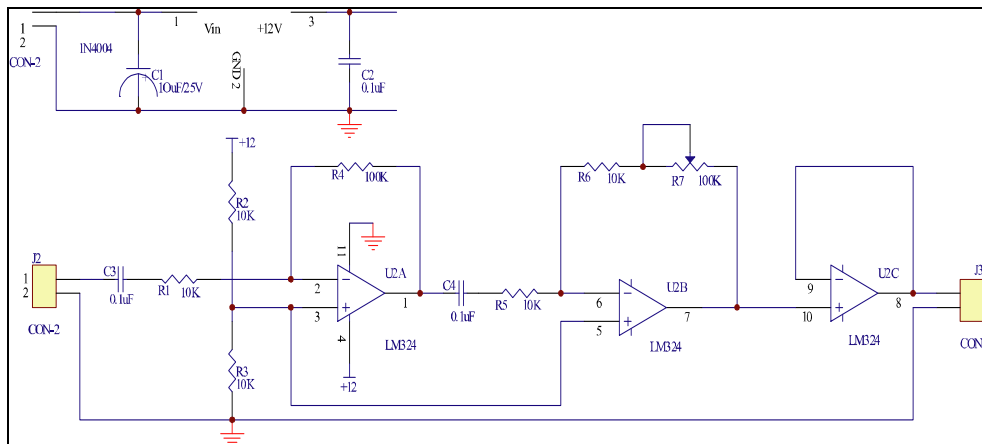 1 Vin +12V 3
1
2
CON-2
1N4004
C1
10uF/25V
+
GND 2
C2
0.1uF
+12
R4
100K
R6
10K
R7
100K
R2
10K
11
J2
1
2
CON-2
C3
0.1uF
R1
10K
2
3
U2A
1
C4
0.1uF
R5
10K
6
5
U2B
7
9
10
U2C
8
J3
LM324
LM324
LM324
CON
4
+12
R3
10K